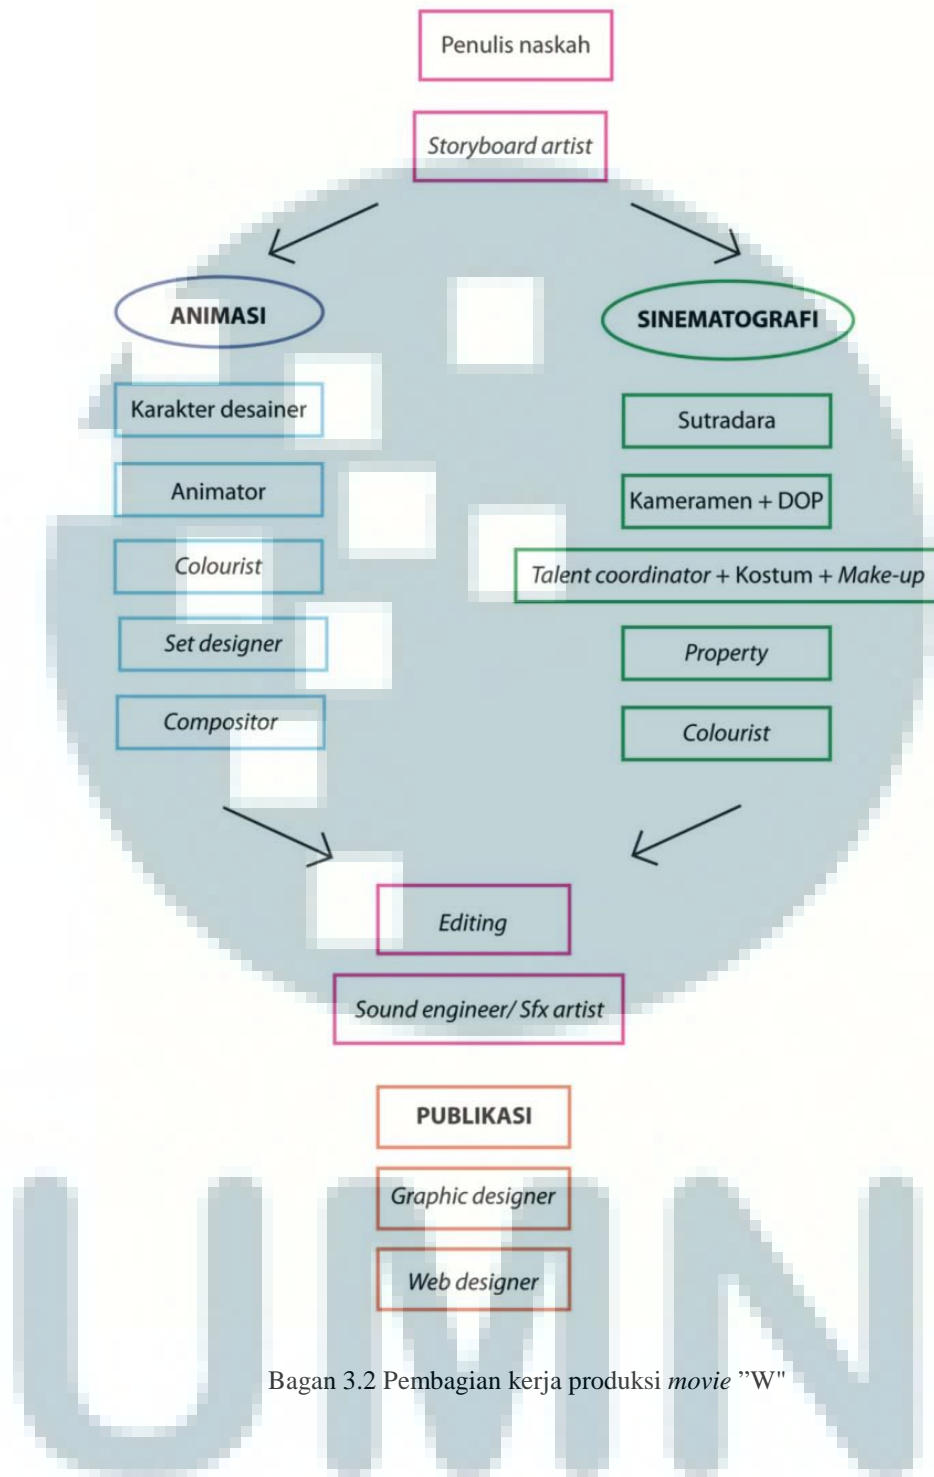 Penulis naskah
Storyboard artist
ANIMASI
Karakter desainer
Animator
Colourist
Set designer
Compositor
SINEMATOGRAFI
Sutradara
Kameramen + DOP
Talent coordinator + Kostum + Make-up
Property
Colourist
Editing
Sound engineer/ Sfx artist
PUBLIKASI
Graphic designer
Web designer
Bagan 3.2 Pembagian kerja produksi movie ”W"
UMN